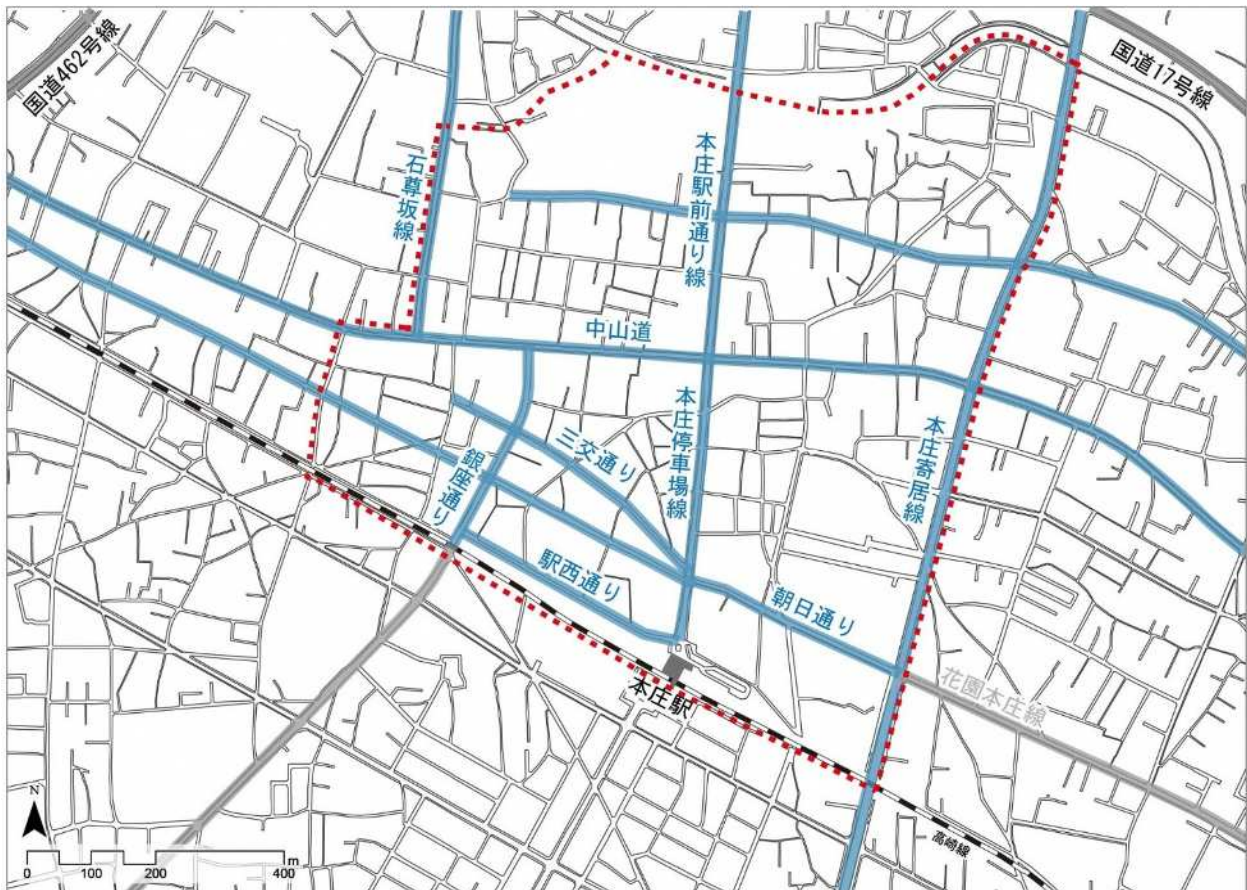 国道462号線
国道17号線
石尊坂線
本庄駅前通り線
中山道
本庄停車場線
三交通り
銀座通り
本庄寄居線
駅西通り
朝日通り
本庄駅
花園本庄線
高崎線
N
0 100 200 400 m